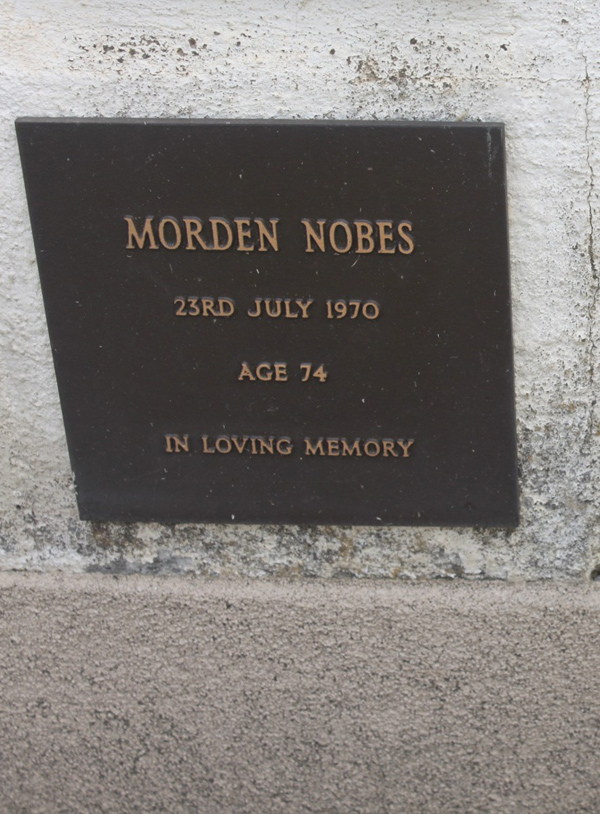 MORDEN NOBES
23RD JULY 1970
AGE 74
IN LOVING MEMORY